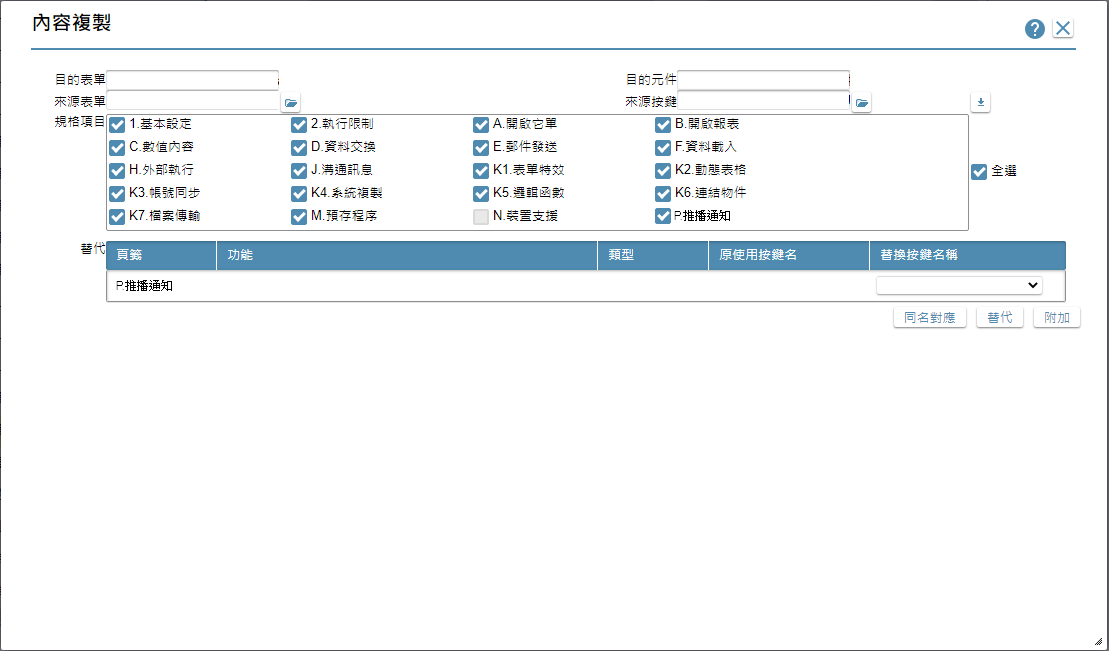 內容複製
?
目的表單 目的元件
來源表單 來源按鍵
規格項目 1.基本設定 2.執行限制 A.開啟它單 B.開啟報表
C.數值內容 D.資料交換 E.郵件發送 F.資料載入
H.外部執行 J.溝通訊息 K1.表單特效 K2.動態表格 全選
K3.帳號同步 K4.系統複製 K5.邏輯函數 K6.連結物件
K7.檔案傳輸 M.預存程序 N.裝置支援 P.推播通知
替代 頁籤 功能 類型 原使用按鍵名 替換按鍵名稱
P.推播通知
同名對應 替代 附加